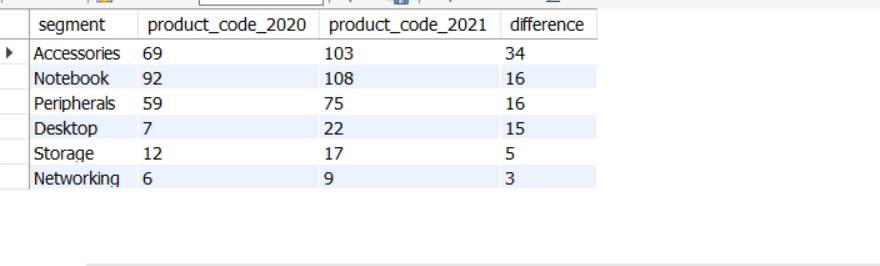 segment product_code_2020 product_code_2021 difference
Accessories 69 103 34
Notebook 92 108 16
Peripherals 59 75 16
Desktop 7 22 15
Storage 12 17 5
Networking 6 9 3